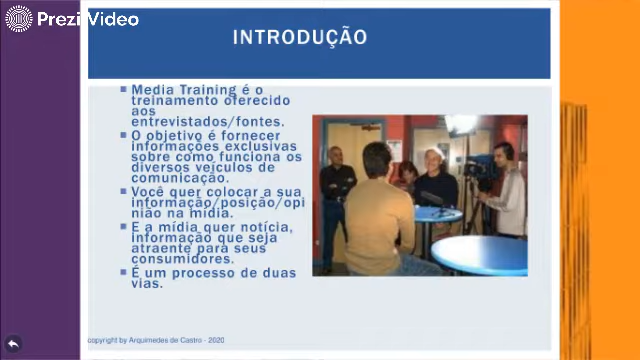 Prezi Video
INTRODUÇÃO
Media Training é o
treinamento oferecido
aos
entrevistados/fontes.
O objetivo é fornecer
informações exclusivas
sobre como funciona os
diversos veículos de
comunicação.
Você quer colocar a sua
informação/posição/opi
nião na mídia.
E a mídia quer notícia,
informação que seja
atraente para seus
consumidores.
É um processo de duas
vias.
copyright by Arquimedes de Castro - 2020